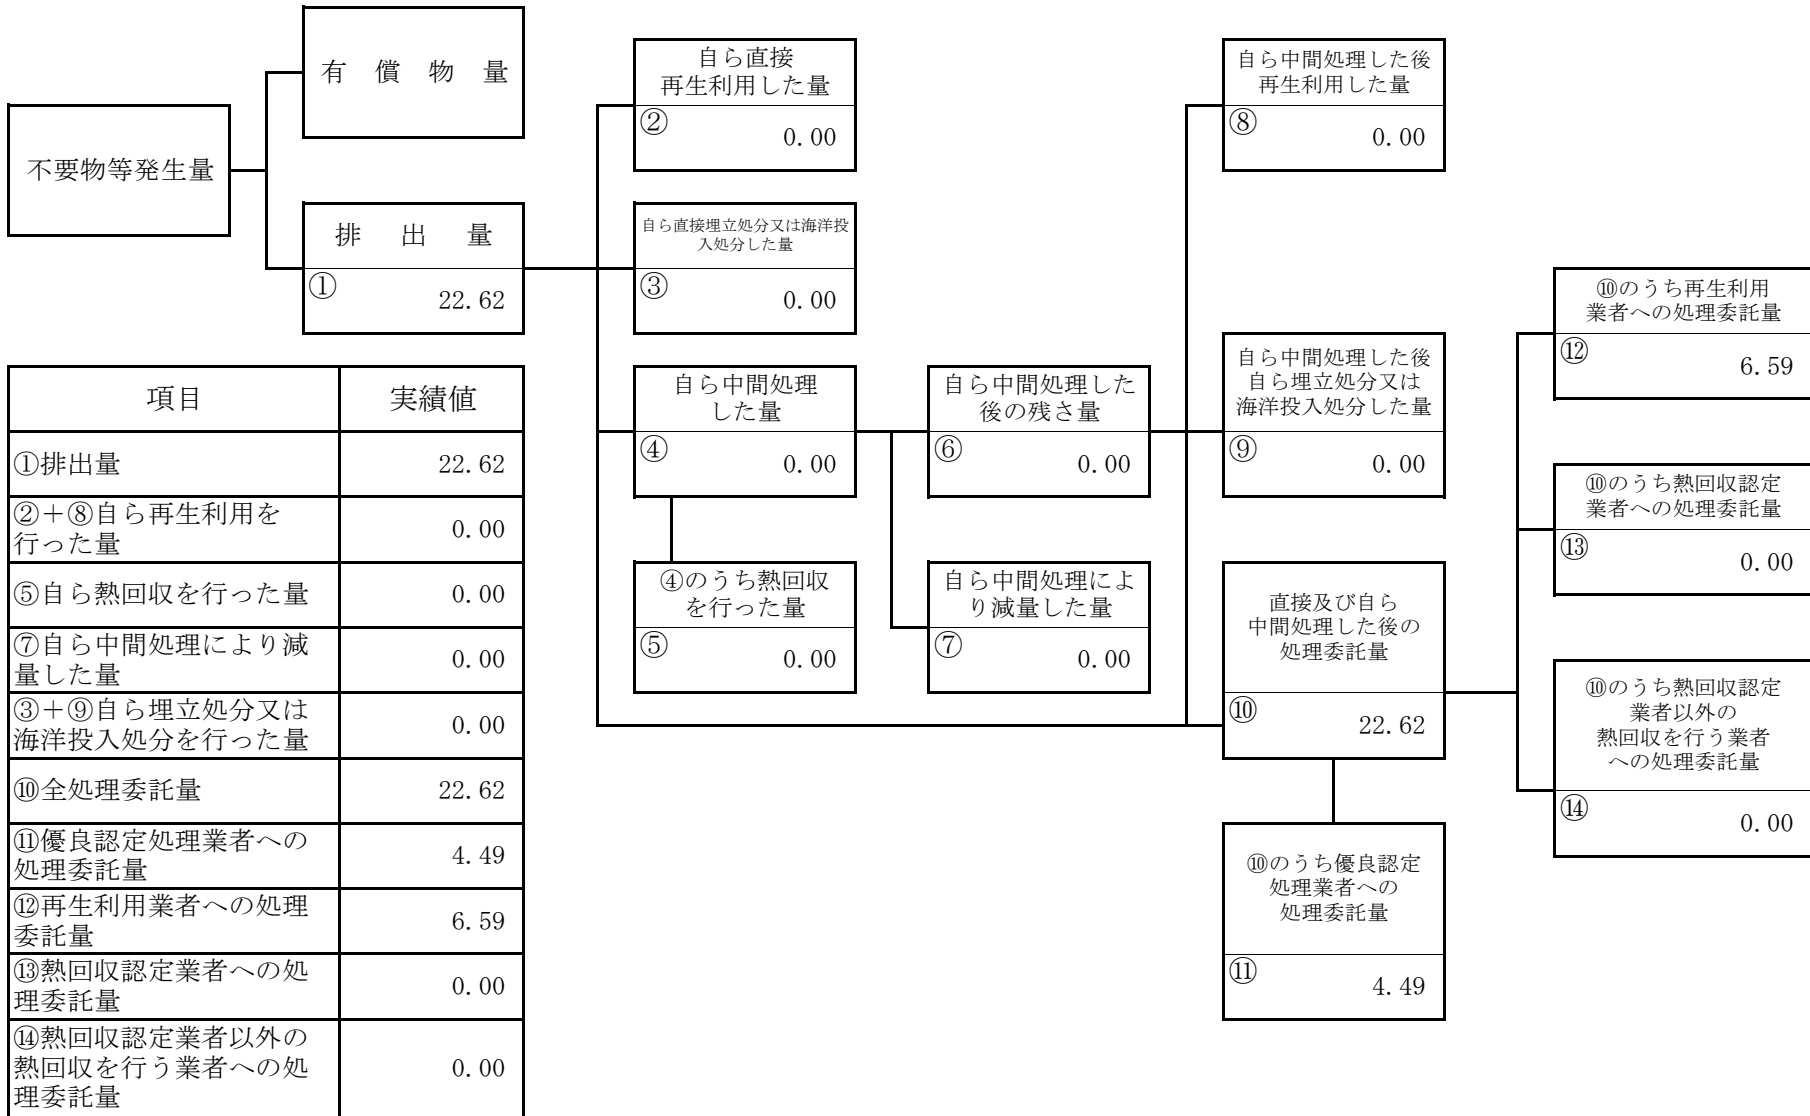 有償物量
不要物等発生量
排出量
①
22.62
自ら直接
再生利用した量
②
0.00
自ら直接埋立処分又は海洋投
入処分した量
③
0.00
自ら中間処理
した量
④
0.00
④のうち熱回収
を行った量
⑤
0.00
自ら中間処理した
後の残さ量
⑥
0.00
自ら中間処理によ
り減量した量
⑦
0.00
自ら中間処理した後
再生利用した量
⑧
0.00
自ら中間処理した後
自ら埋立処分又は
海洋投入処分した量
⑨
0.00
直接及び自ら
中間処理した後の
処理委託量
⑩
22.62
⑩のうち優良認定
処理業者への
処理委託量
⑪
4.49
⑩のうち再生利用
業者への処理委託量
⑫
6.59
⑩のうち熱回収認定
業者への処理委託量
⑬
0.00
⑩のうち熱回収認定
業者以外の
熱回収を行う業者
への処理委託量
⑭
0.00
項目 実績値
①排出量 22.62
②＋⑧自ら再生利用を
行った量 0.00
⑤自ら熱回収を行った量 0.00
⑦自ら中間処理により減
量した量 0.00
③＋⑨自ら埋立処分又は
海洋投入処分を行った量 0.00
⑩全処理委託量 22.62
⑪優良認定処理業者への
処理委託量 4.49
⑫再生利用業者への処理
委託量 6.59
⑬熱回収認定業者への処
理委託量 0.00
⑭熱回収認定業者以外の
熱回収を行う業者への処
理委託量 0.00